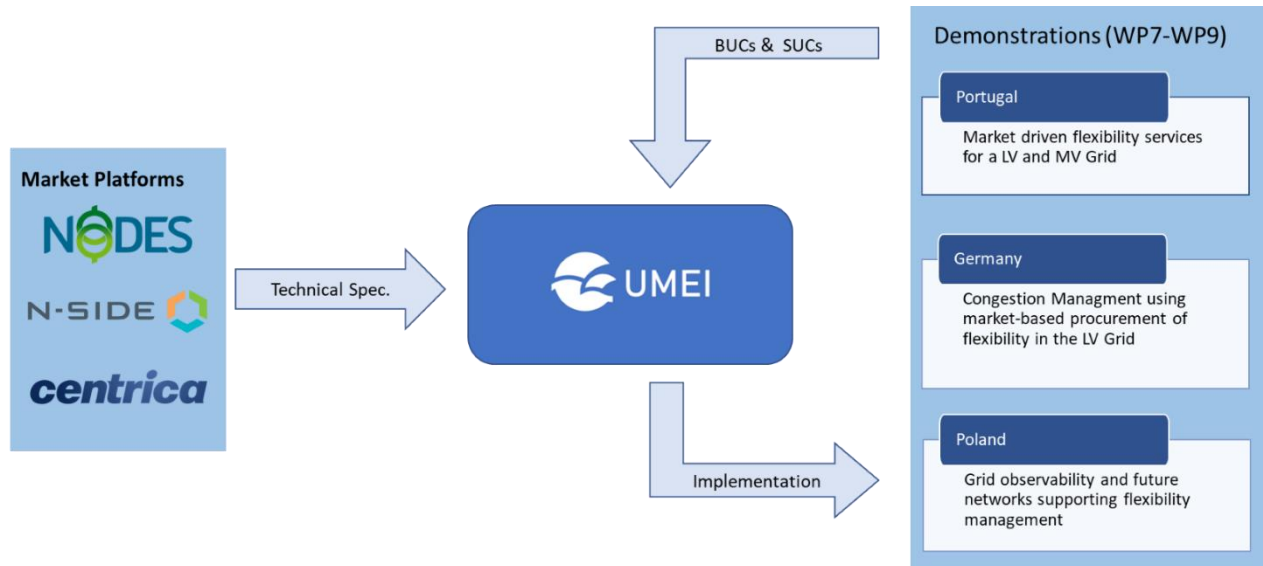 Market Platforms
NODES
N-SIDE
centrica
Technical Spec.
BUCs & SUCs
UMEI
Implementation
Demonstrations (WP7-WP9)
Portugal
Market driven flexibility services
for a LV and MV Grid
Germany
Congestion Managment using
market-based procurement of
flexibility in the LV Grid
Poland
Grid observability and future
networks supporting flexibility
management